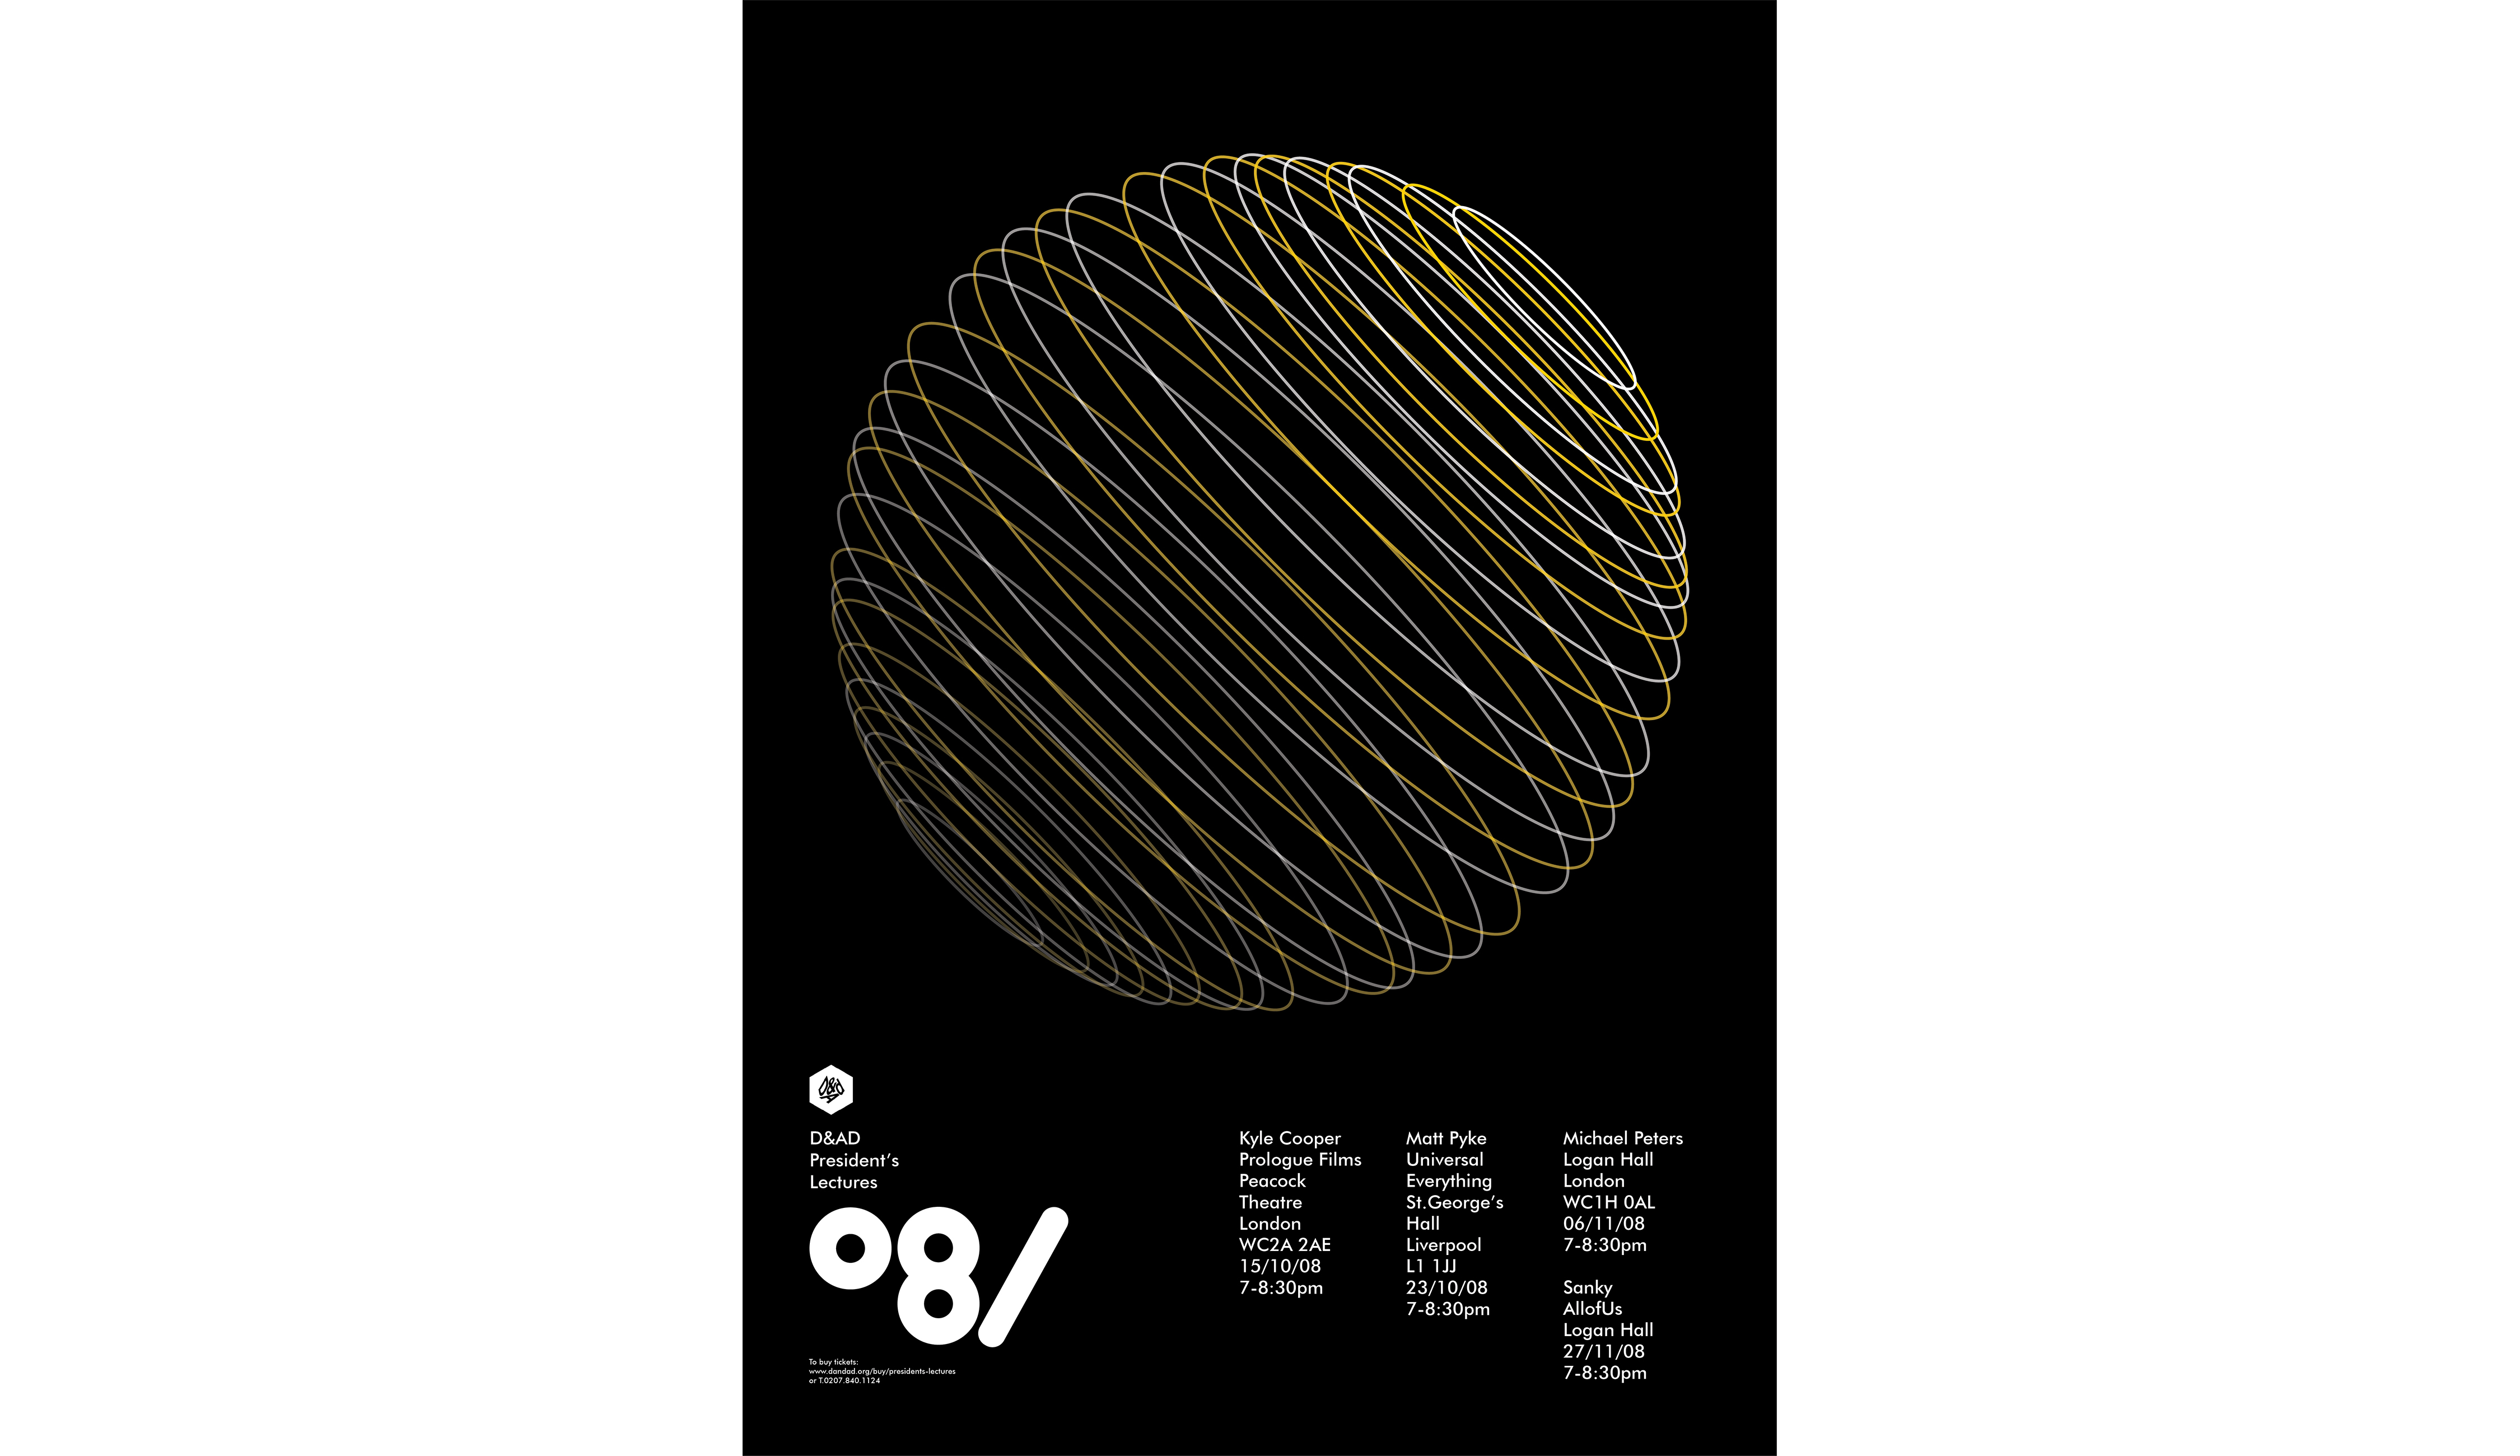 D&AD
D&AD
President's
Lectures
08/
To buy tickets:
www.dandad.org/buy/presidents-lectures
or T.0207.840.1124
Kyle Cooper
Prologue Films
Peacock
Theatre
London
WC2A 2AE
15/10/08
7-8:30pm
Matt Pyke
Universal
Everything
St.George's
Hall
Liverpool
L1 1JJ
23/10/08
7-8:30pm
Michael Peters
Logan Hall
London
WC1H 0AL
06/11/08
7-8:30pm
Sanky
AllofUs
Logan Hall
27/11/08
7-8:30pm